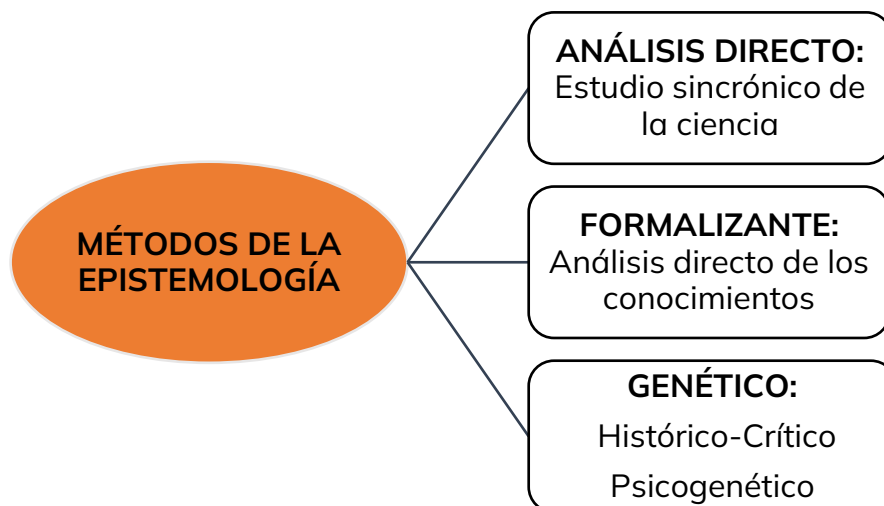 MÉTODOS DE LA
EPISTEMOLOGÍA
ANÁLISIS DIRECTO:
Estudio sincrónico de
la ciencia
FORMALIZANTE:
Análisis directo de los
conocimientos
GENÉTICO:
Histórico-Crítico
Psicogenético